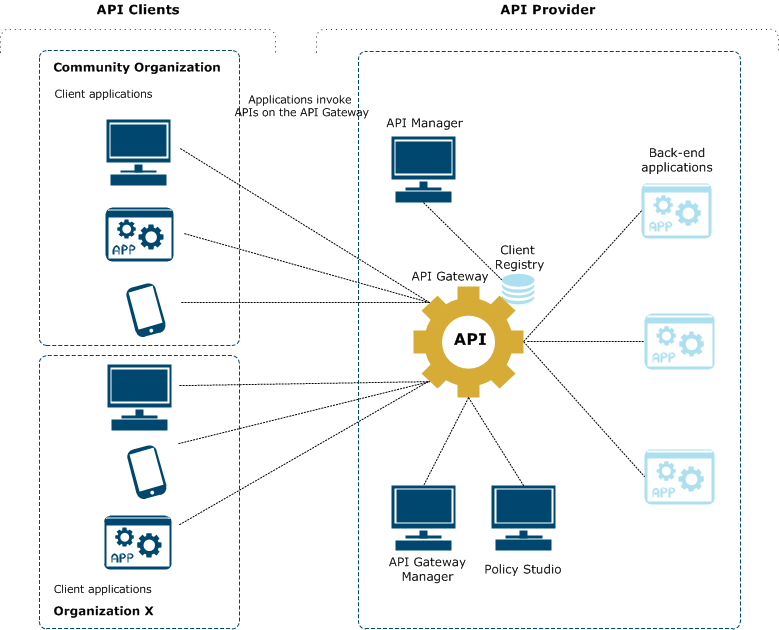 API Clients
API Provider
Community Organization
Client applications
Applications invoke
APIs on the API Gateway
API Manager
Back-end
applications
APP
APP
Client
Registry
API Gateway
API
APP
APP
APP
API Gateway
Manager
Policy Studio
Client applications
Organization X